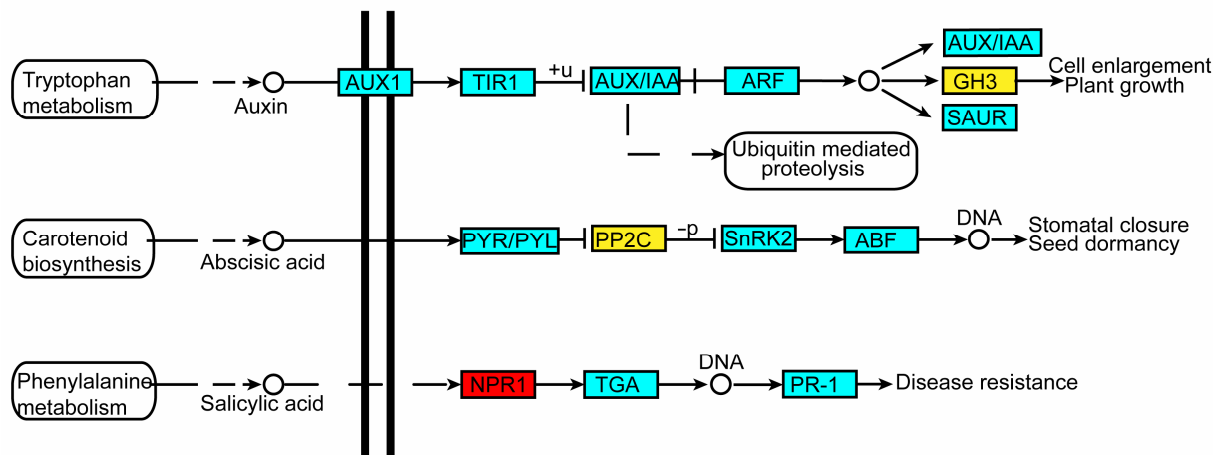 Tryptophan
metabolism
Auxin
AUX1
TIR1
+u
AUX/IAA
ARF
AUX/IAA
GH3
SAUR
Cell enlargement
Plant growth
Ubiquitin mediated
proteolysis
Carotenoid
biosynthesis
Abscisic acid
PYR/PYL
PP2C
–p
SnRK2
ABF
DNA
Stomatal closure
Seed dormancy
Phenylalanine
metabolism
Salicylic acid
NPR1
TGA
DNA
PR-1
Disease resistance